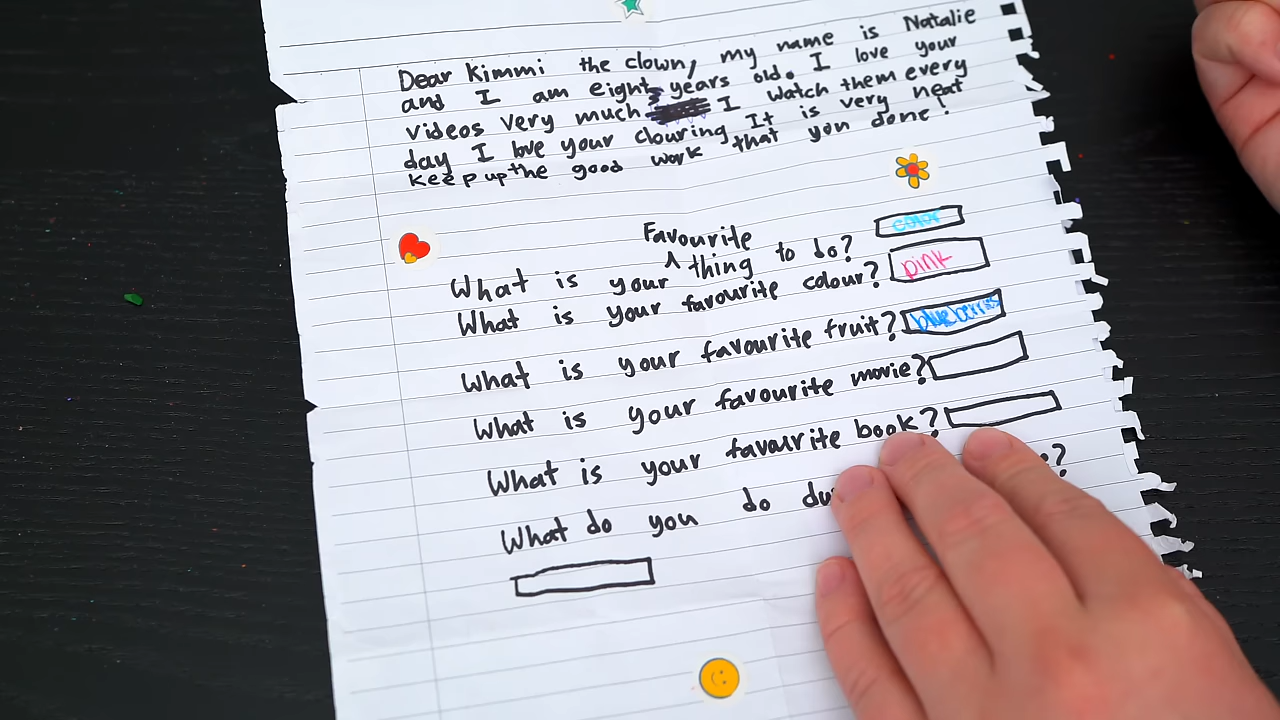 Dear Kimmi the clown, my name is Natalie
and I am eight years old. I love your
videos very much I watch them every
day I love your clouring It is very neat
Keep up the good work that you done!
Favourite
What is your ^ thing to do? color
What is your favourite colour? pink
What is your favourite fruit? blueberries
What is your favourite movie?
What is your favourite book?
What do you do